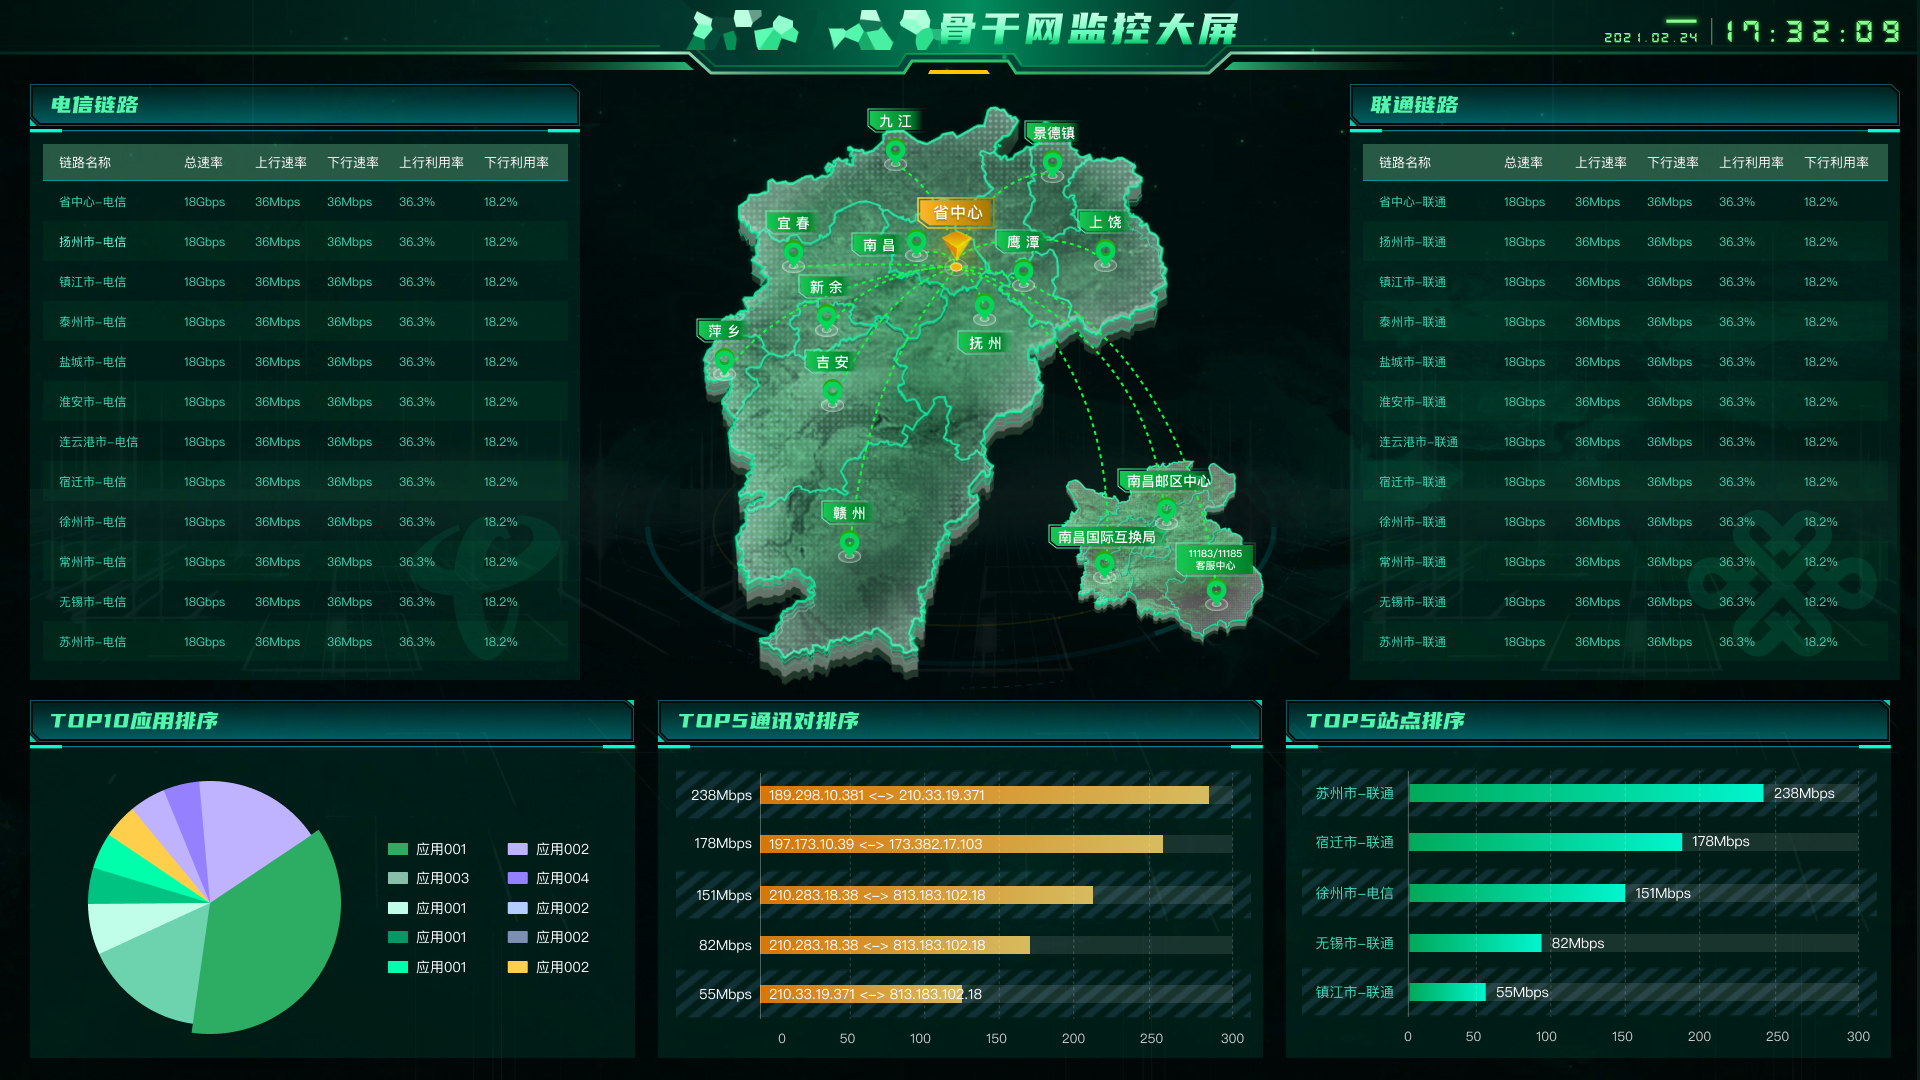 骨干网监控大屏
2021.02.24
17:32:09
电信链路
链路名称 总速率 上行速率 下行速率 上行利用率 下行利用率
省中心-电信 18Gbps 36Mbps 36Mbps 36.3% 18.2%
扬州市-电信 18Gbps 36Mbps 36Mbps 36.3% 18.2%
镇江市-电信 18Gbps 36Mbps 36Mbps 36.3% 18.2%
泰州市-电信 18Gbps 36Mbps 36Mbps 36.3% 18.2%
盐城市-电信 18Gbps 36Mbps 36Mbps 36.3% 18.2%
淮安市-电信 18Gbps 36Mbps 36Mbps 36.3% 18.2%
连云港市-电信 18Gbps 36Mbps 36Mbps 36.3% 18.2%
宿迁市-电信 18Gbps 36Mbps 36Mbps 36.3% 18.2%
徐州市-电信 18Gbps 36Mbps 36Mbps 36.3% 18.2%
常州市-电信 18Gbps 36Mbps 36Mbps 36.3% 18.2%
无锡市-电信 18Gbps 36Mbps 36Mbps 36.3% 18.2%
苏州市-电信 18Gbps 36Mbps 36Mbps 36.3% 18.2%
九江
景德镇
省中心
宜春
上饶
南昌
鹰潭
新余
萍乡
抚州
吉安
赣州
南昌邮区中心
南昌国际互换局
11183/11185
客服中心
联通链路
链路名称 总速率 上行速率 下行速率 上行利用率 下行利用率
省中心-联通 18Gbps 36Mbps 36Mbps 36.3% 18.2%
扬州市-联通 18Gbps 36Mbps 36Mbps 36.3% 18.2%
镇江市-联通 18Gbps 36Mbps 36Mbps 36.3% 18.2%
泰州市-联通 18Gbps 36Mbps 36Mbps 36.3% 18.2%
盐城市-联通 18Gbps 36Mbps 36Mbps 36.3% 18.2%
淮安市-联通 18Gbps 36Mbps 36Mbps 36.3% 18.2%
连云港市-联通 18Gbps 36Mbps 36Mbps 36.3% 18.2%
宿迁市-联通 18Gbps 36Mbps 36Mbps 36.3% 18.2%
徐州市-联通 18Gbps 36Mbps 36Mbps 36.3% 18.2%
常州市-联通 18Gbps 36Mbps 36Mbps 36.3% 18.2%
无锡市-联通 18Gbps 36Mbps 36Mbps 36.3% 18.2%
苏州市-联通 18Gbps 36Mbps 36Mbps 36.3% 18.2%
TOP10应用排序
应用001 应用002
应用003 应用004
应用001 应用002
应用001 应用002
应用001 应用002
TOP5通讯对排序
238Mbps 189.298.10.381 <-> 210.33.19.371
178Mbps 197.173.10.39 <-> 173.382.17.103
151Mbps 210.283.18.38 <-> 813.183.102.18
82Mbps 210.283.18.38 <-> 813.183.102.18
55Mbps 210.33.19.371 <-> 813.183.102.18
0 50 100 150 200 250 300
TOP5站点排序
苏州市-联通 238Mbps
宿迁市-联通 178Mbps
徐州市-电信 151Mbps
无锡市-联通 82Mbps
镇江市-联通 55Mbps
0 50 100 150 200 250 300